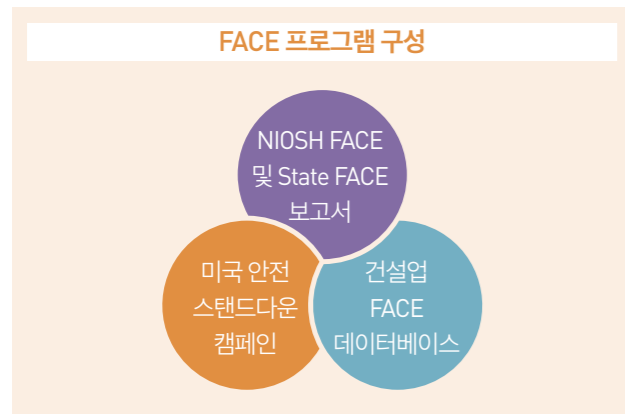 FACE 프로그램 구성
NIOSH FACE
및 State FACE
보고서
미국 안전
스탠드다운
캠페인
건설업
FACE
데이터베이스